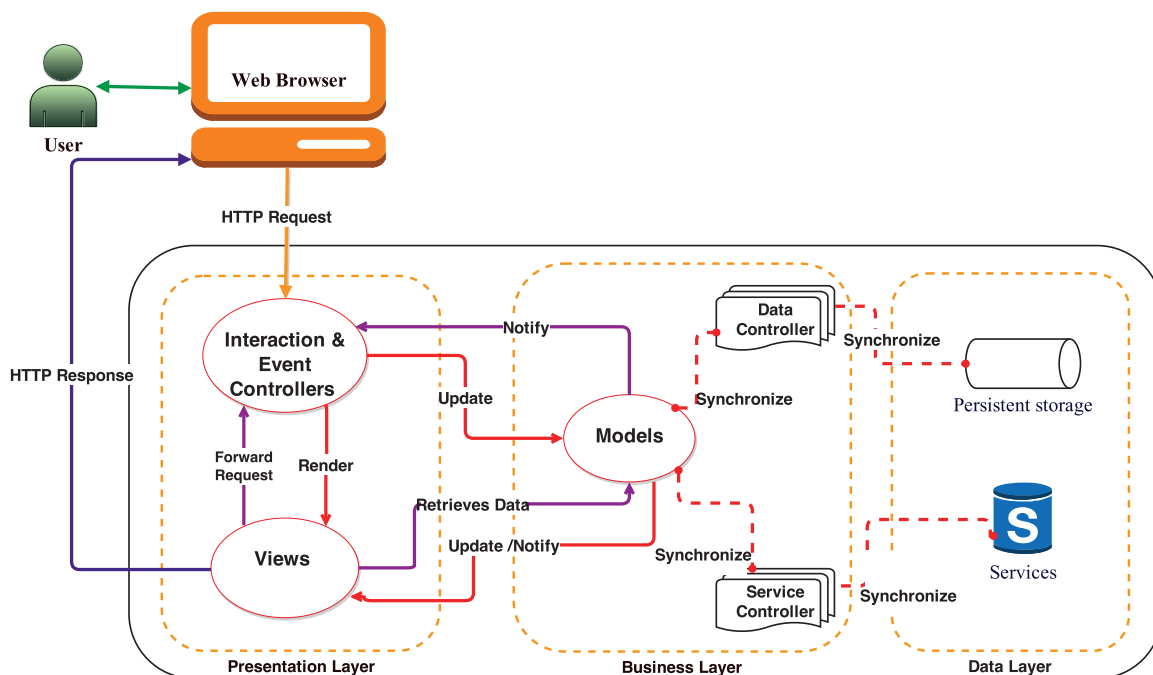 Web Browser
User
HTTP Request
HTTP Response
Interaction &
Event
Controllers
Notify
Update
Forward
Request
Render
Views
Retrieves Data
Update /Notify
Models
Data
Controller
Synchronize
Synchronize
Persistent storage
Synchronize
Service
Controller
Synchronize
S
Services
Presentation Layer
Business Layer
Data Layer